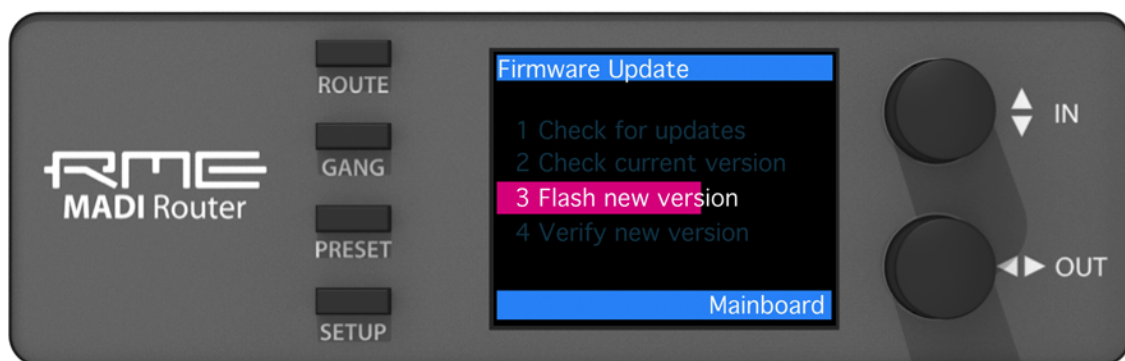 RME
MADI Router
ROUTE
GANG
PRESET
SETUP
Firmware Update
1 Check for updates
2 Check current version
3 Flash new version
4 Verify new version
Mainboard
IN
OUT